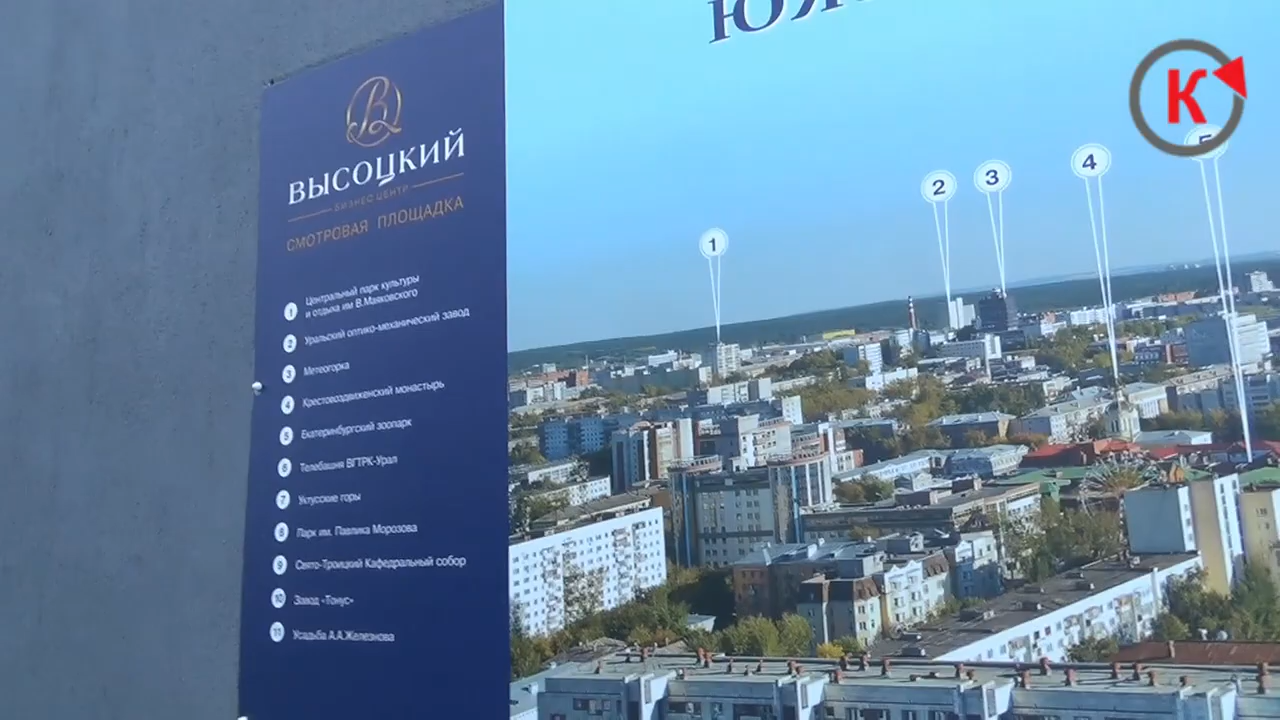 ЮЖ
К
ВЫСОЦКИЙ
БИЗНЕС ЦЕНТР
СМОТРОВАЯ ПЛОЩАДКА
1 Центральный парк культуры
и отдыха им В.Маяковского
2 Уральский оптико-механический завод
3 Метеогорка
4 Крестовоздвиженский монастырь
5 Екатеринбургский зоопарк
6 Телебашня ВГТРК-Урал
7 Уктусские горы
8 Парк им. Павлика Морозова
9 Свято-Троицкий Кафедральный собор
10 Завод «Тонус»
11 Усадьба А.А.Железнова
1
2
3
4
5